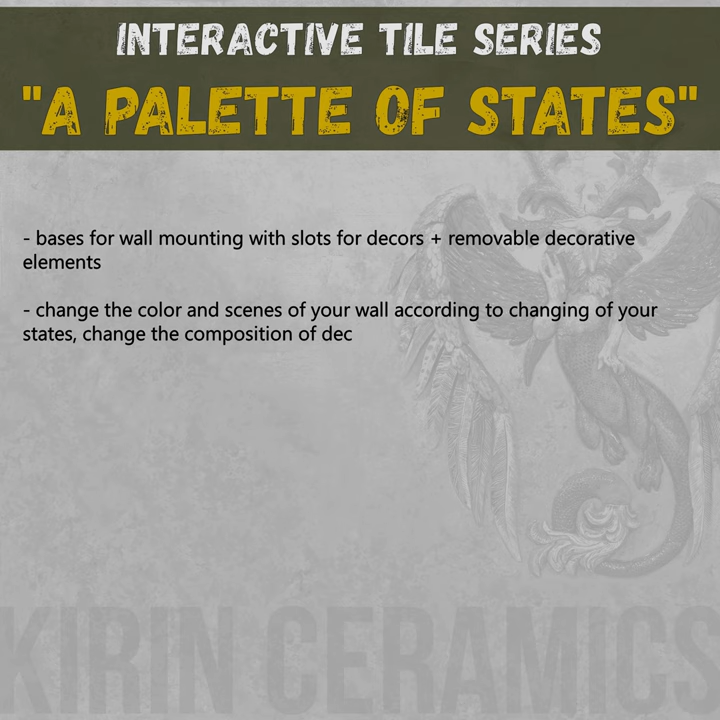 INTERACTIVE TILE SERIES
"A PALETTE OF STATES"
- bases for wall mounting with slots for decors + removable decorative
elements
- change the color and scenes of your wall according to changing of your
states, change the composition of dec
KIRIN CERAMICS